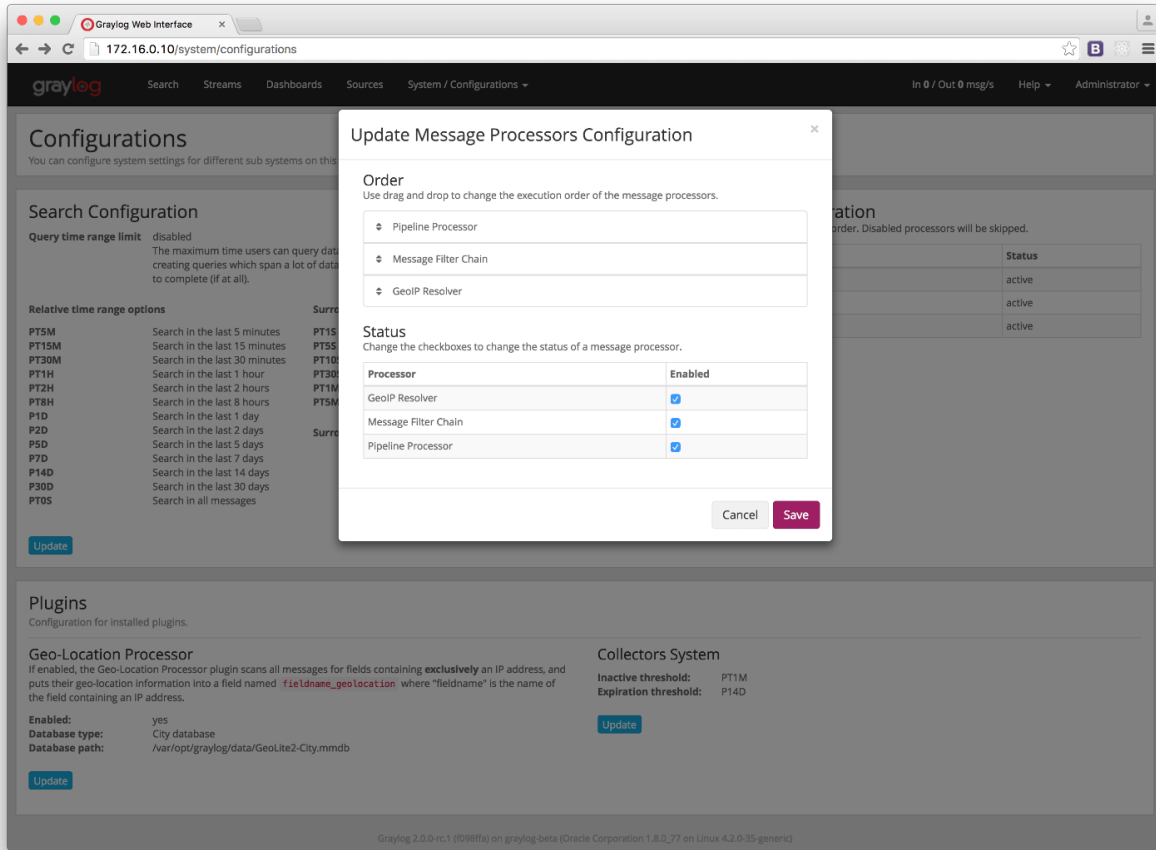 Graylog Web Interface
172.16.0.10/system/configurations
B
graylog Search Streams Dashboards Sources System / Configurations In 0 / Out 0 msg/s Help Administrator
Configurations
You can configure system settings for different sub systems on this
Update Message Processors Configuration ×
Order
Use drag and drop to change the execution order of the message processors.
Pipeline Processor
Message Filter Chain
GeoIP Resolver
Status
Change the checkboxes to change the status of a message processor.
Processor Enabled
GeoIP Resolver
Message Filter Chain
Pipeline Processor
Cancel Save
Search Configuration
Query time range limit disabled
The maximum time users can query data
creating queries which span a lot of data
to complete (if at all).
Relative time range options
PT5M Search in the last 5 minutes
PT15M Search in the last 15 minutes
PT30M Search in the last 30 minutes
PT1H Search in the last 1 hour
PT2H Search in the last 2 hours
PT8H Search in the last 8 hours
P1D Search in the last 1 day
P2D Search in the last 2 days
P5D Search in the last 5 days
P7D Search in the last 7 days
P14D Search in the last 14 days
P30D Search in the last 30 days
PT0S Search in all messages
Update
Surro
PT1S
PT5S
PT10S
PT30S
PT1M
PT5M
Surro
ration
order. Disabled processors will be skipped.
Status
active
active
active
Plugins
Configuration for installed plugins.
Geo-Location Processor
If enabled, the Geo-Location Processor plugin scans all messages for fields containing exclusively an IP address, and
puts their geo-location information into a field named fieldname_geolocation where "fieldname" is the name of
the field containing an IP address.
Enabled: yes
Database type: City database
Database path: /var/opt/graylog/data/GeoLite2-City.mmdb
Update
Collectors System
Inactive threshold: PT1M
Expiration threshold: P14D
Update
Graylog 2.0.0-rc.1 (f098ffa) on graylog-beta (Oracle Corporation 1.8.0_77 on Linux 4.2.0-35-generic)